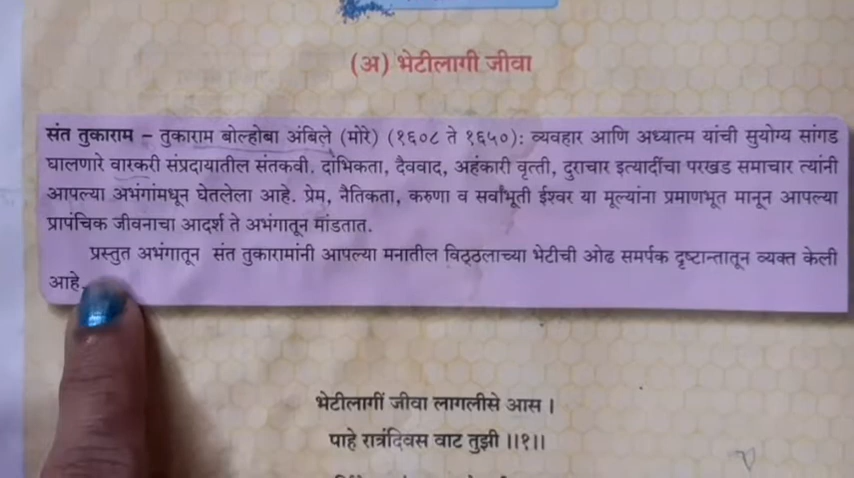 (अ) भेटीलागी जीवा
संत तुकाराम – तुकाराम बोल्होबा अंबिले (मोरे) (१६०८ ते १६५०): व्यवहार आणि अध्यात्म यांची सुयोग्य सांगड
घालणारे वारकरी संप्रदायातील संतकवी. दांभिकता, दैववाद, अहंकारी वृत्ती, दुराचार इत्यादींचा परखड समाचार त्यांनी
आपल्या अभंगांमधून घेतलेला आहे. प्रेम, नैतिकता, करुणा व सर्वांभूती ईश्वर या मूल्यांना प्रमाणभूत मानून आपल्या
प्रापंचिक जीवनाचा आदर्श ते अभंगातून मांडतात.
प्रस्तुत अभंगातून संत तुकारामांनी आपल्या मनातील विठ्ठलाच्या भेटीची ओढ समर्पक दृष्टान्तातून व्यक्त केली
आहे.
भेटीलागीं जीवा लागलीसे आस ।
पाहे रात्रंदिवस वाट तुझी ।।१।।